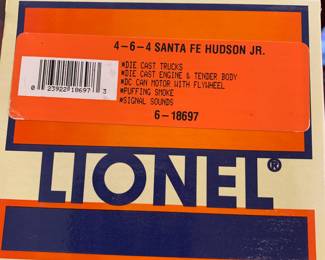 4-6-4 SANTA FE HUDSON JR.
*DIE CAST TRUCKS
*DIE CAST ENGINE & TENDER BODY
*DC CAN MOTOR WITH FLYWHEEL
*PUFFING SMOKE
*SIGNAL SOUNDS
0 23922 18697 3
6-18697
LIONEL®